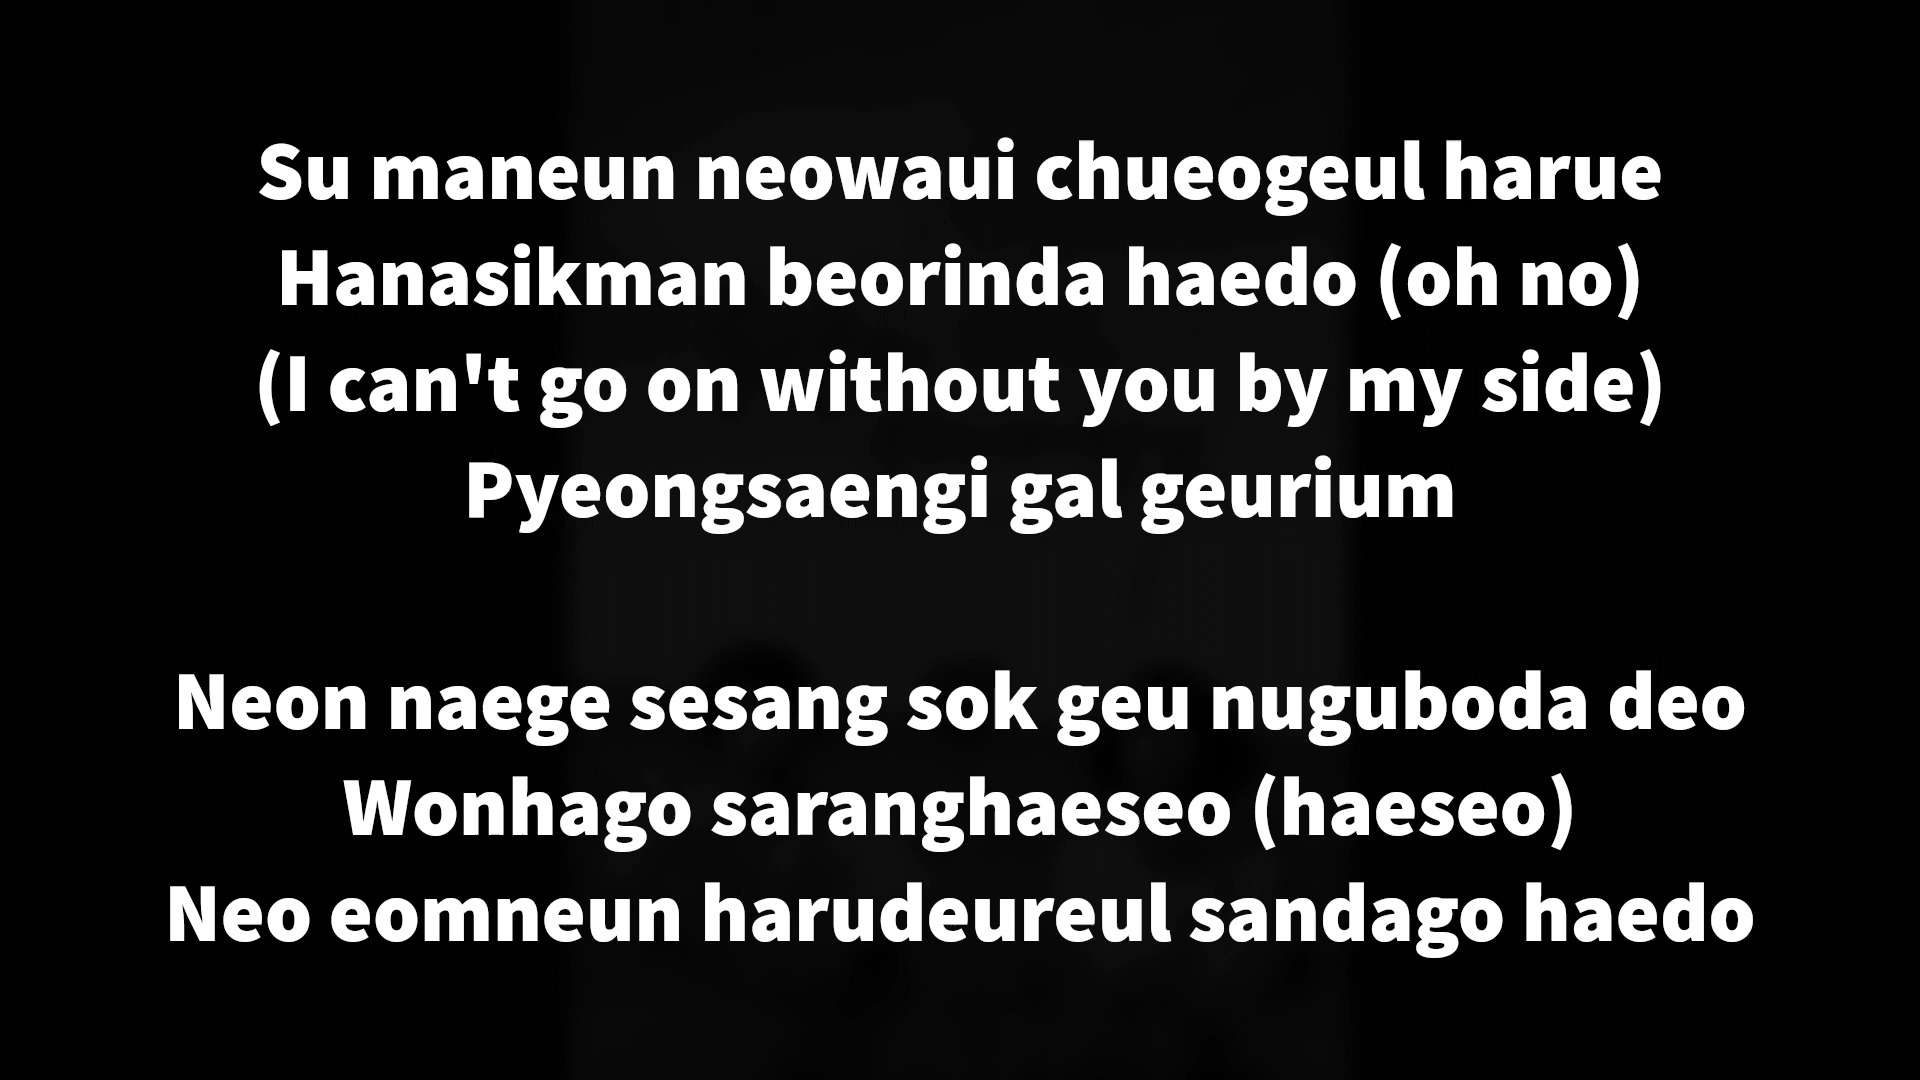 Su maneun neowaui chueogeul harue
Hanasikman beorinda haedo (oh no)
(I can't go on without you by my side)
Pyeongsaengi gal geurium
Neon naege sesang sok geu nuguboda deo
Wonhago saranghaeseo (haeseo)
Neo eomneun harudeureul sandago haedo